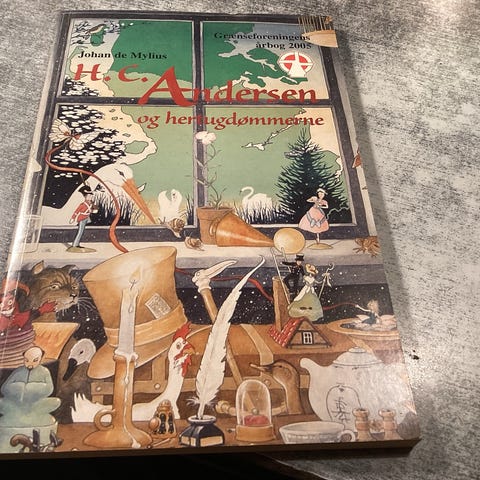 Grænseforeningens
årbog 2005
Johan de Mylius
H. C.
Andersen
og hertugdømmerne